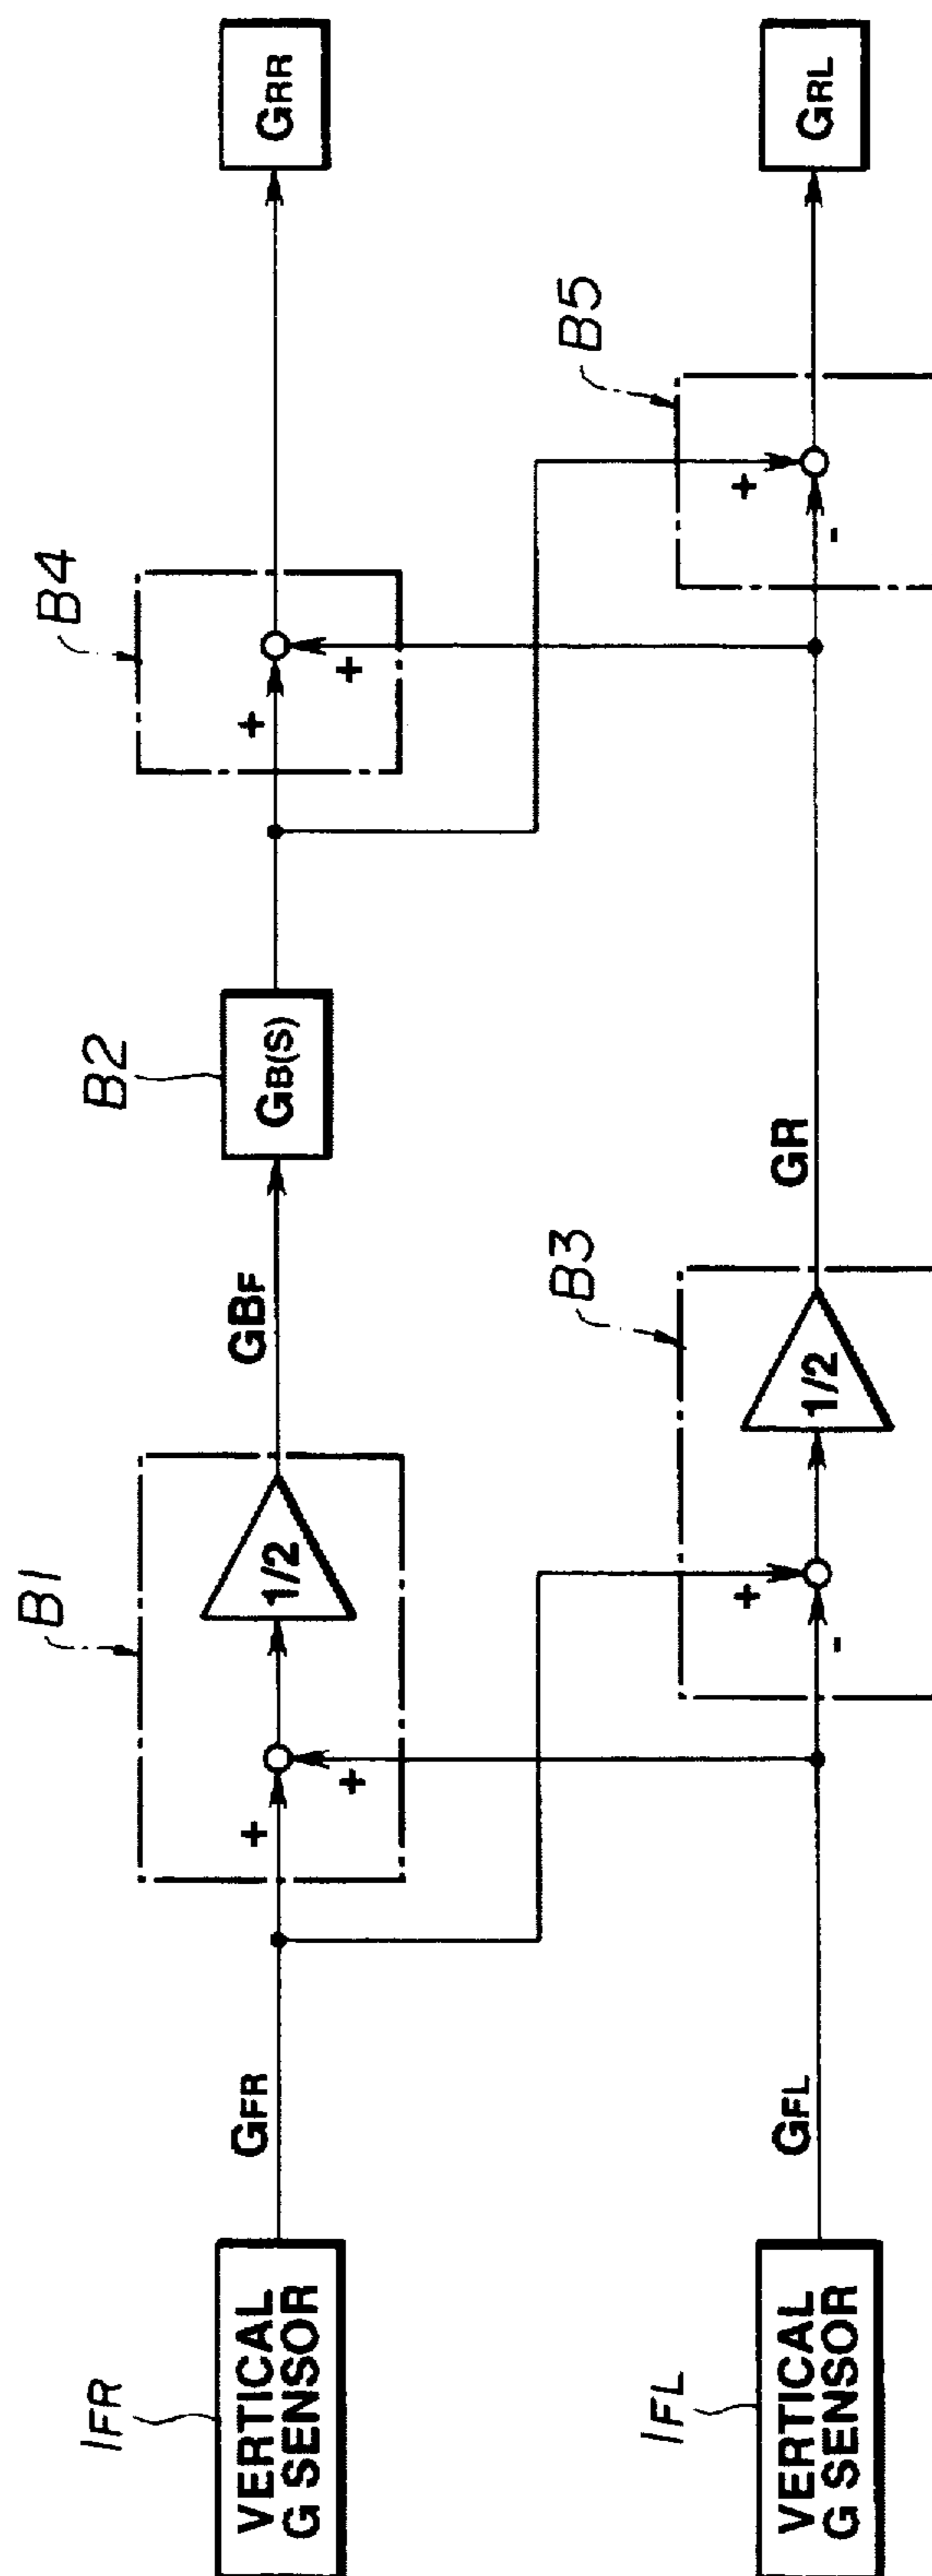 1FR
VERTICAL
G SENSOR
GFR
+
+
B1
1/2
GBF
B2
GB(S)
+
+
B4
GRR
1FL
VERTICAL
G SENSOR
GFL
-
+
B3
1/2
GR
-
+
B5
GRL